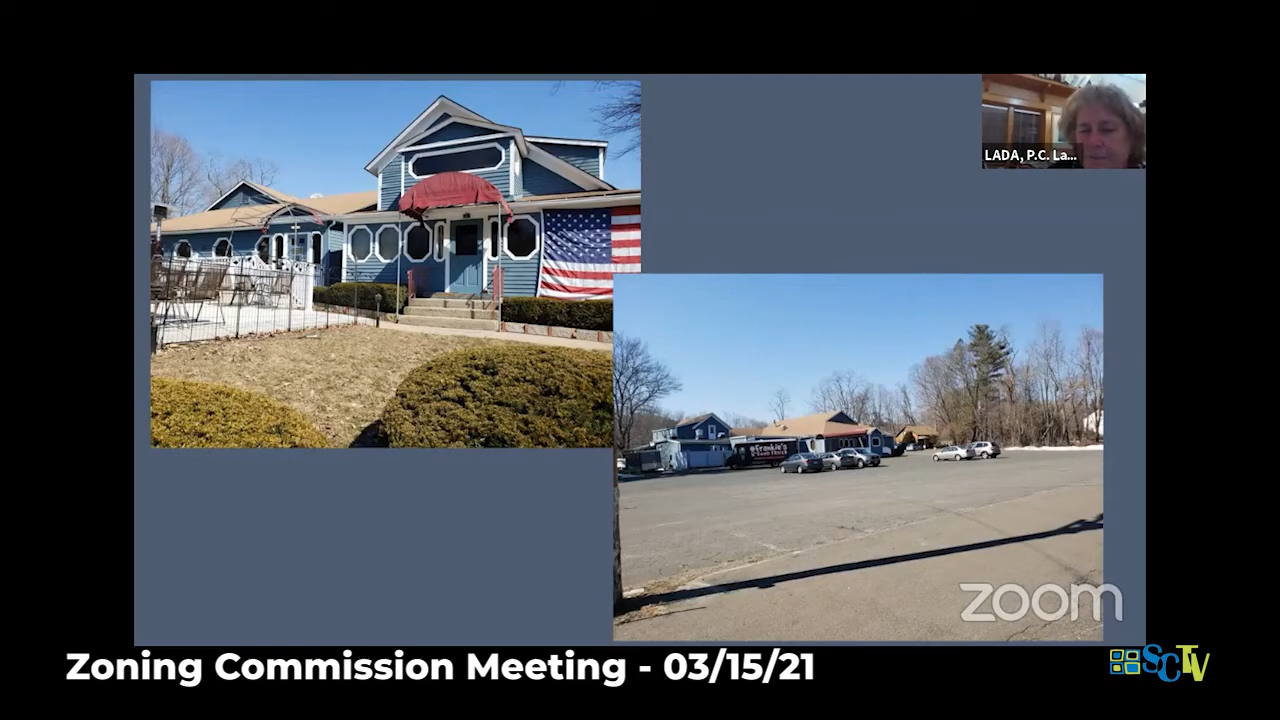 LADA, P.C. La...
zoom
Zoning Commission Meeting - 03/15/21
SCTV